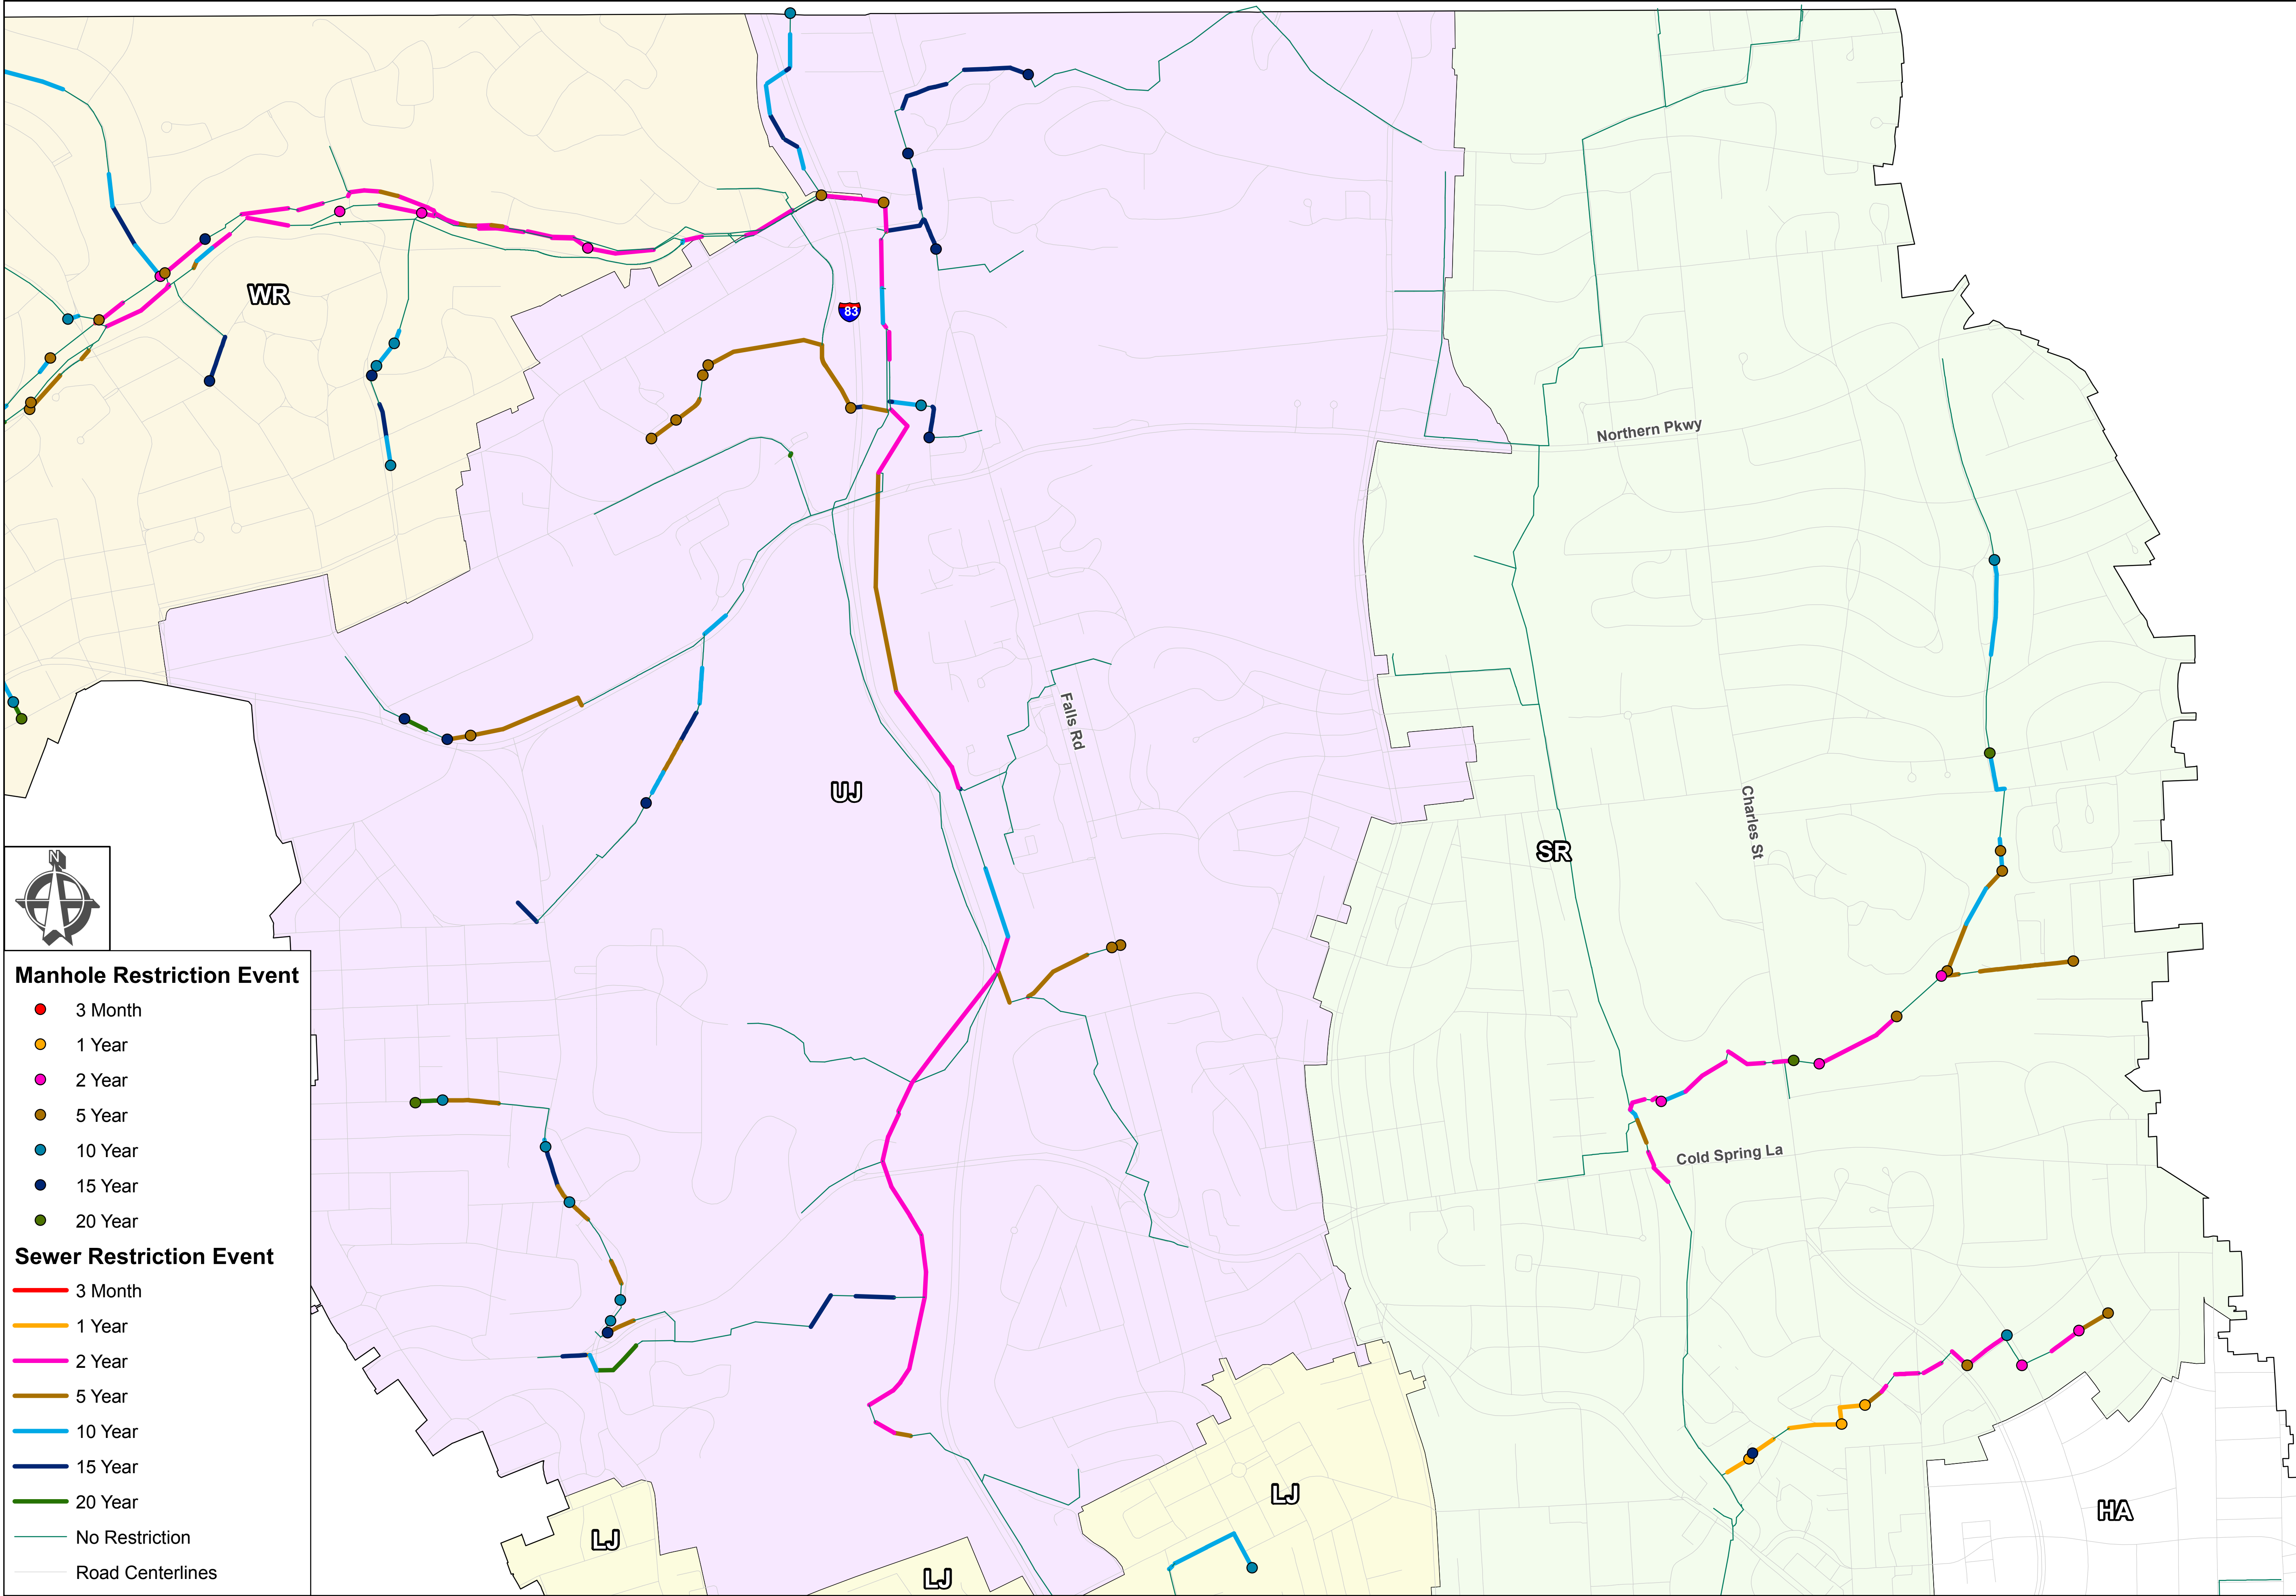 WR
83
Northern Pkwy
Falls Rd
UJ
Charles St
SR
N
Manhole Restriction Event
3 Month
1 Year
2 Year
5 Year
10 Year
15 Year
20 Year
Sewer Restriction Event
3 Month
1 Year
2 Year
5 Year
10 Year
15 Year
20 Year
No Restriction
Road Centerlines
Cold Spring La
LJ
HA
LJ
LJ